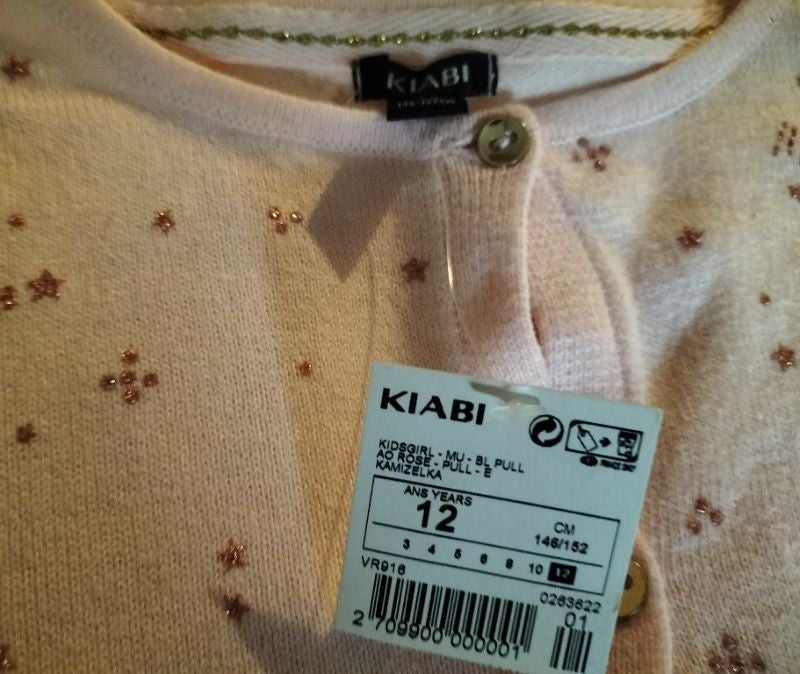 KIABI
KIABI
KIDSGIRL - MU - BL PULL
AO ROSE - PULL - E
KAMIZELKA
ANS YEARS
12
CM
146/152
3 4 5 6 8 10 12
VR916
0263622
01
2 709900 000001